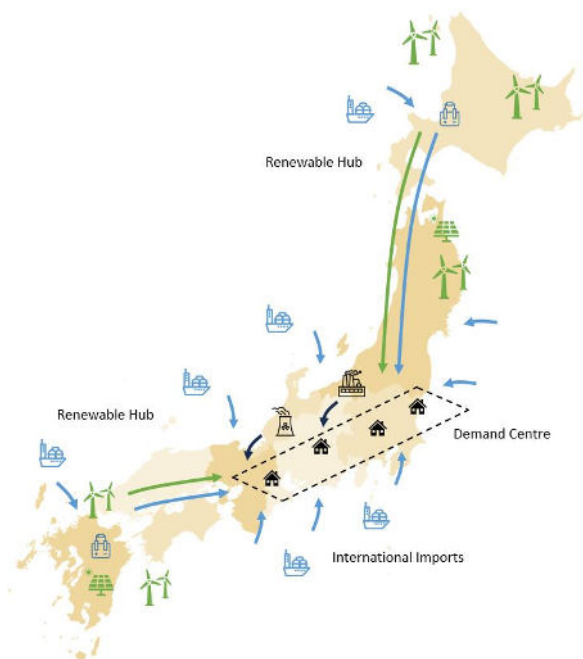 Renewable Hub
Renewable Hub
Demand Centre
International Imports